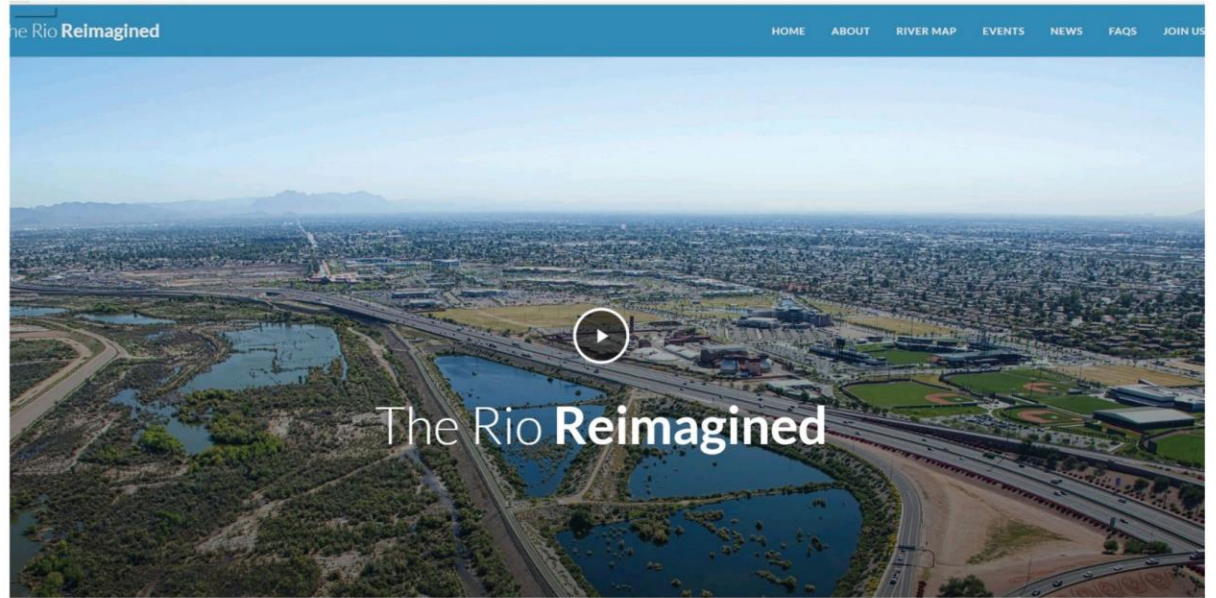 he Rio Reimagined
HOME ABOUT RIVER MAP EVENTS NEWS FAQS JOIN US
The Rio Reimagined